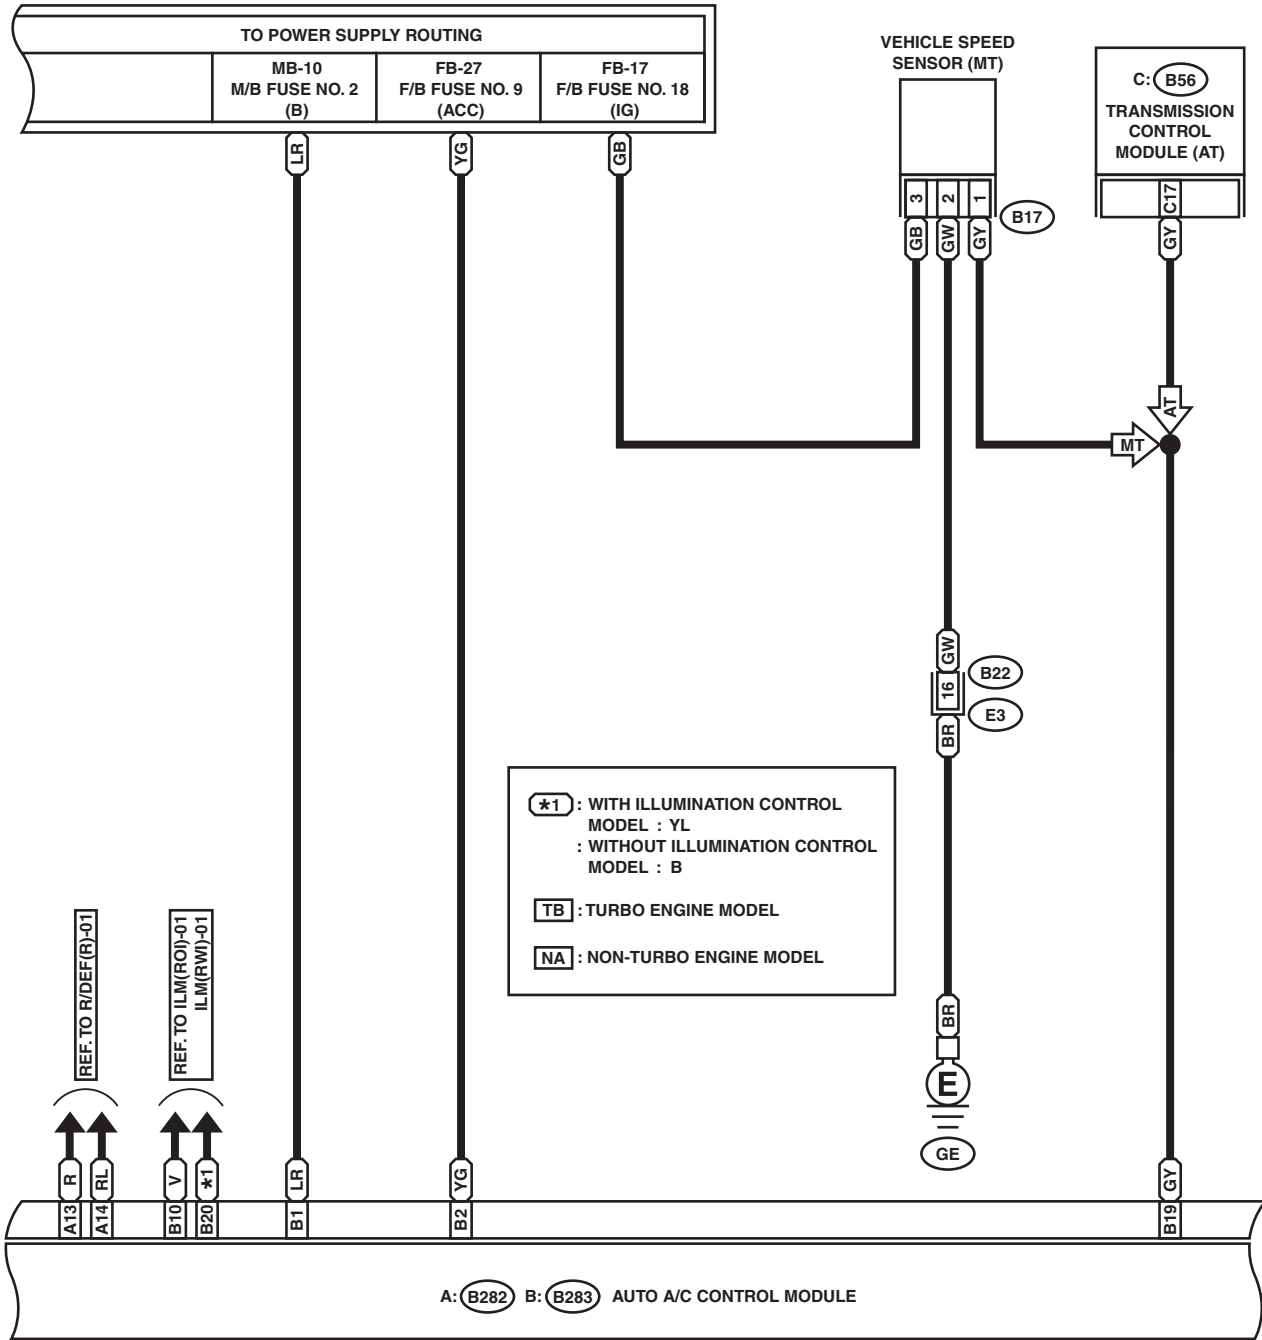 TO POWER SUPPLY ROUTING
MB-10
M/B FUSE NO. 2
(B)
FB-27
F/B FUSE NO. 9
(ACC)
FB-17
F/B FUSE NO. 18
(IG)
LR
YG
GB
VEHICLE SPEED
SENSOR (MT)
3
2
1
B17
GB
GW
GY
C: B56
TRANSMISSION
CONTROL
MODULE (AT)
C17
GY
AT
MT
GW
16
B22
E3
BR
*1 : WITH ILLUMINATION CONTROL
MODEL : YL
: WITHOUT ILLUMINATION CONTROL
MODEL : B
TB : TURBO ENGINE MODEL
NA : NON-TURBO ENGINE MODEL
REF. TO R/DEF(R)-01
REF. TO ILM(ROI)-01
ILM(RWI)-01
BR
E
GE
R
RL
V
*1
LR
YG
GY
A13
A14
B10
B20
B1
B2
B19
A: B282 B: B283 AUTO A/C CONTROL MODULE